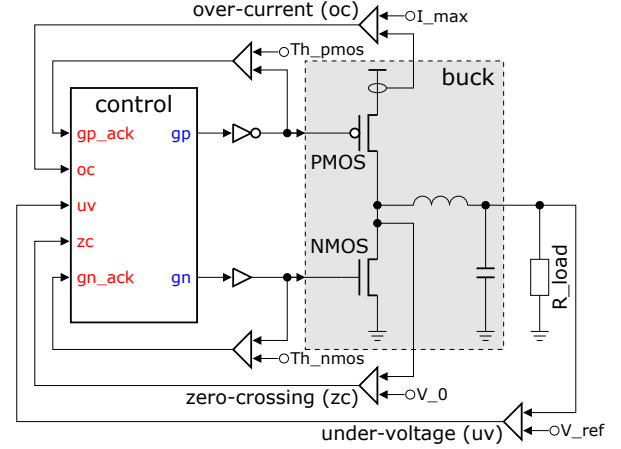 over-current (oc)
I_max
Th_pmos
buck
control
gp_ack
gp
oc
PMOS
uv
zc
NMOS
gn_ack
gn
R_load
Th_nmos
zero-crossing (zc)
V_0
under-voltage (uv)
V_ref